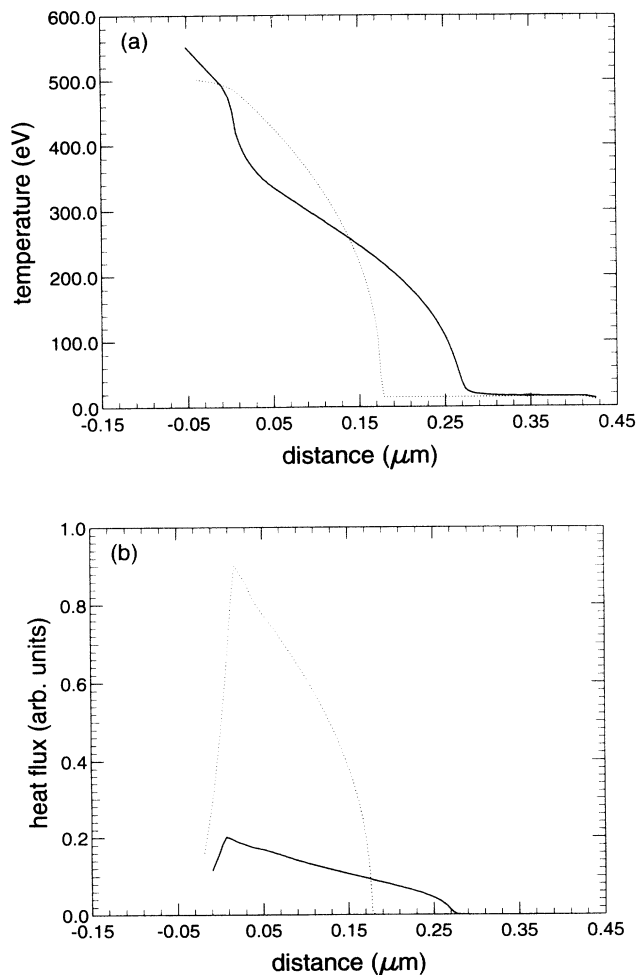 (a)
600.0
500.0
400.0
300.0
200.0
100.0
0.0
temperature (eV)
-0.15 -0.05 0.05 0.15 0.25 0.35 0.45
distance (μm)
(b)
1.0
0.8
0.6
0.4
0.2
0.0
heat flux (arb. units)
-0.15 -0.05 0.05 0.15 0.25 0.35 0.45
distance (μm)